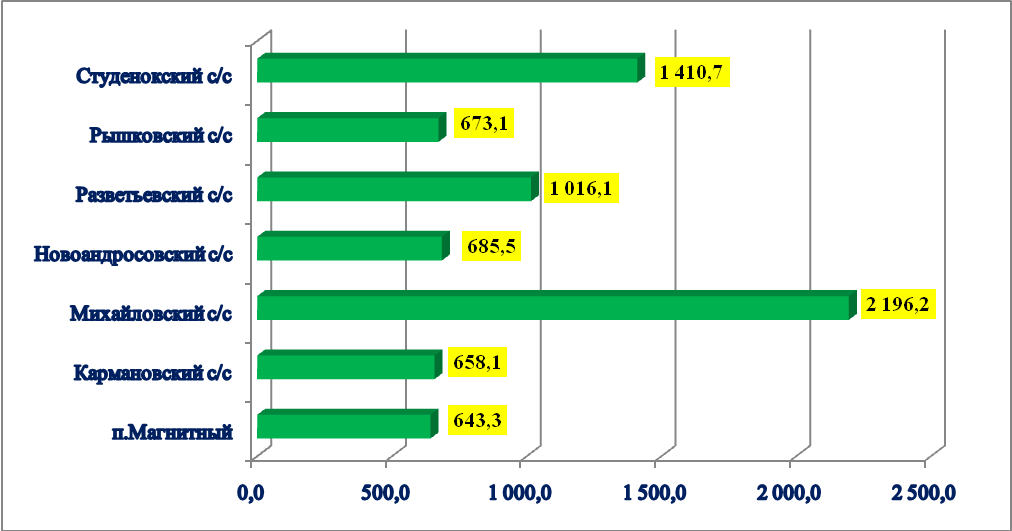 Студенокский с/с 1 410,7
Рышковский с/с 673,1
Разветьевский с/с 1 016,1
Новоандросовский с/с 685,5
Михайловский с/с 2 196,2
Кармановский с/с 658,1
п.Магнитный 643,3
0,0 500,0 1 000,0 1 500,0 2 000,0 2 500,0